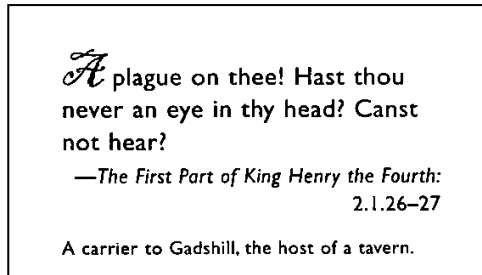 A plague on thee! Hast thou
never an eye in thy head? Canst
not hear?
—The First Part of King Henry the Fourth:
2.1.26–27
A carrier to Gadshill, the host of a tavern.